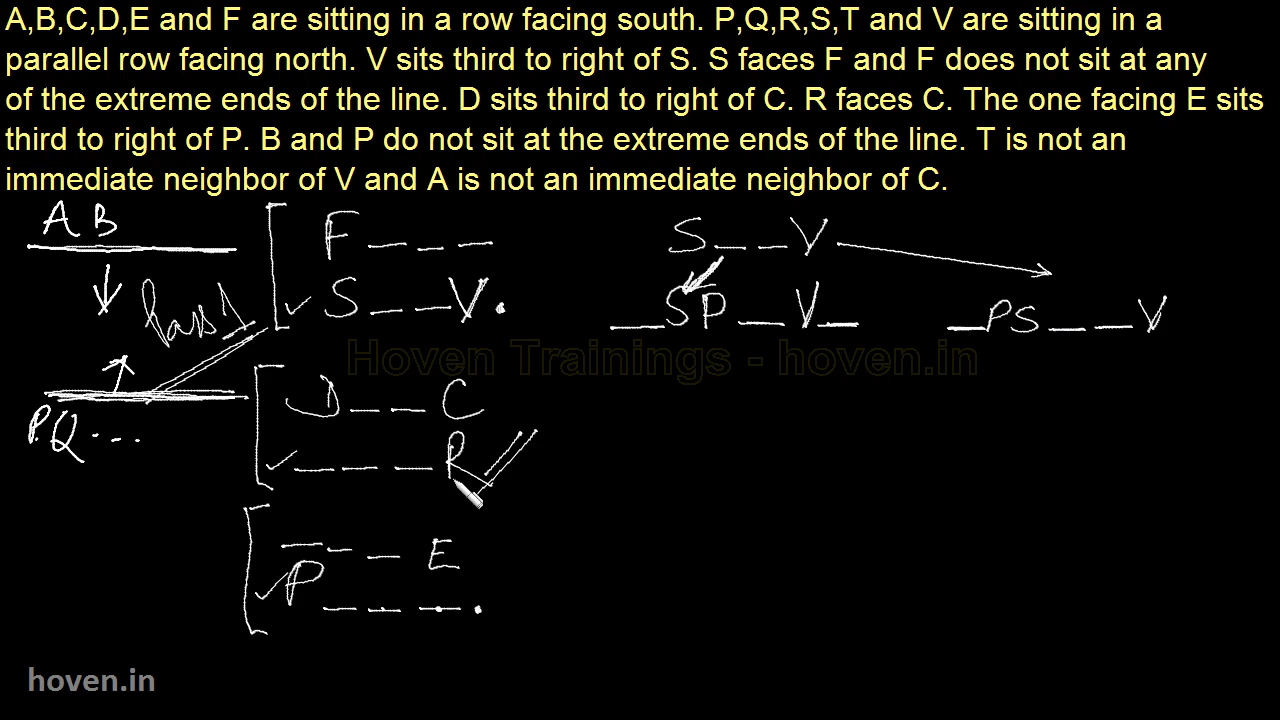 A,B,C,D,E and F are sitting in a row facing south. P,Q,R,S,T and V are sitting in a
parallel row facing north. V sits third to right of S. S faces F and F does not sit at any
of the extreme ends of the line. D sits third to right of C. R faces C. The one facing E sits
third to right of P. B and P do not sit at the extreme ends of the line. T is not an
immediate neighbor of V and A is not an immediate neighbor of C.
A B
F _ _ _
S _ _ V
S _ _ V .
_ S P _ V _
_ P S _ _ V
Hoven Trainings - hoven.in
D _ _ C
P. Q ...
_ _ _ R
_ _ _ E
P _ _ _ .
hoven.in